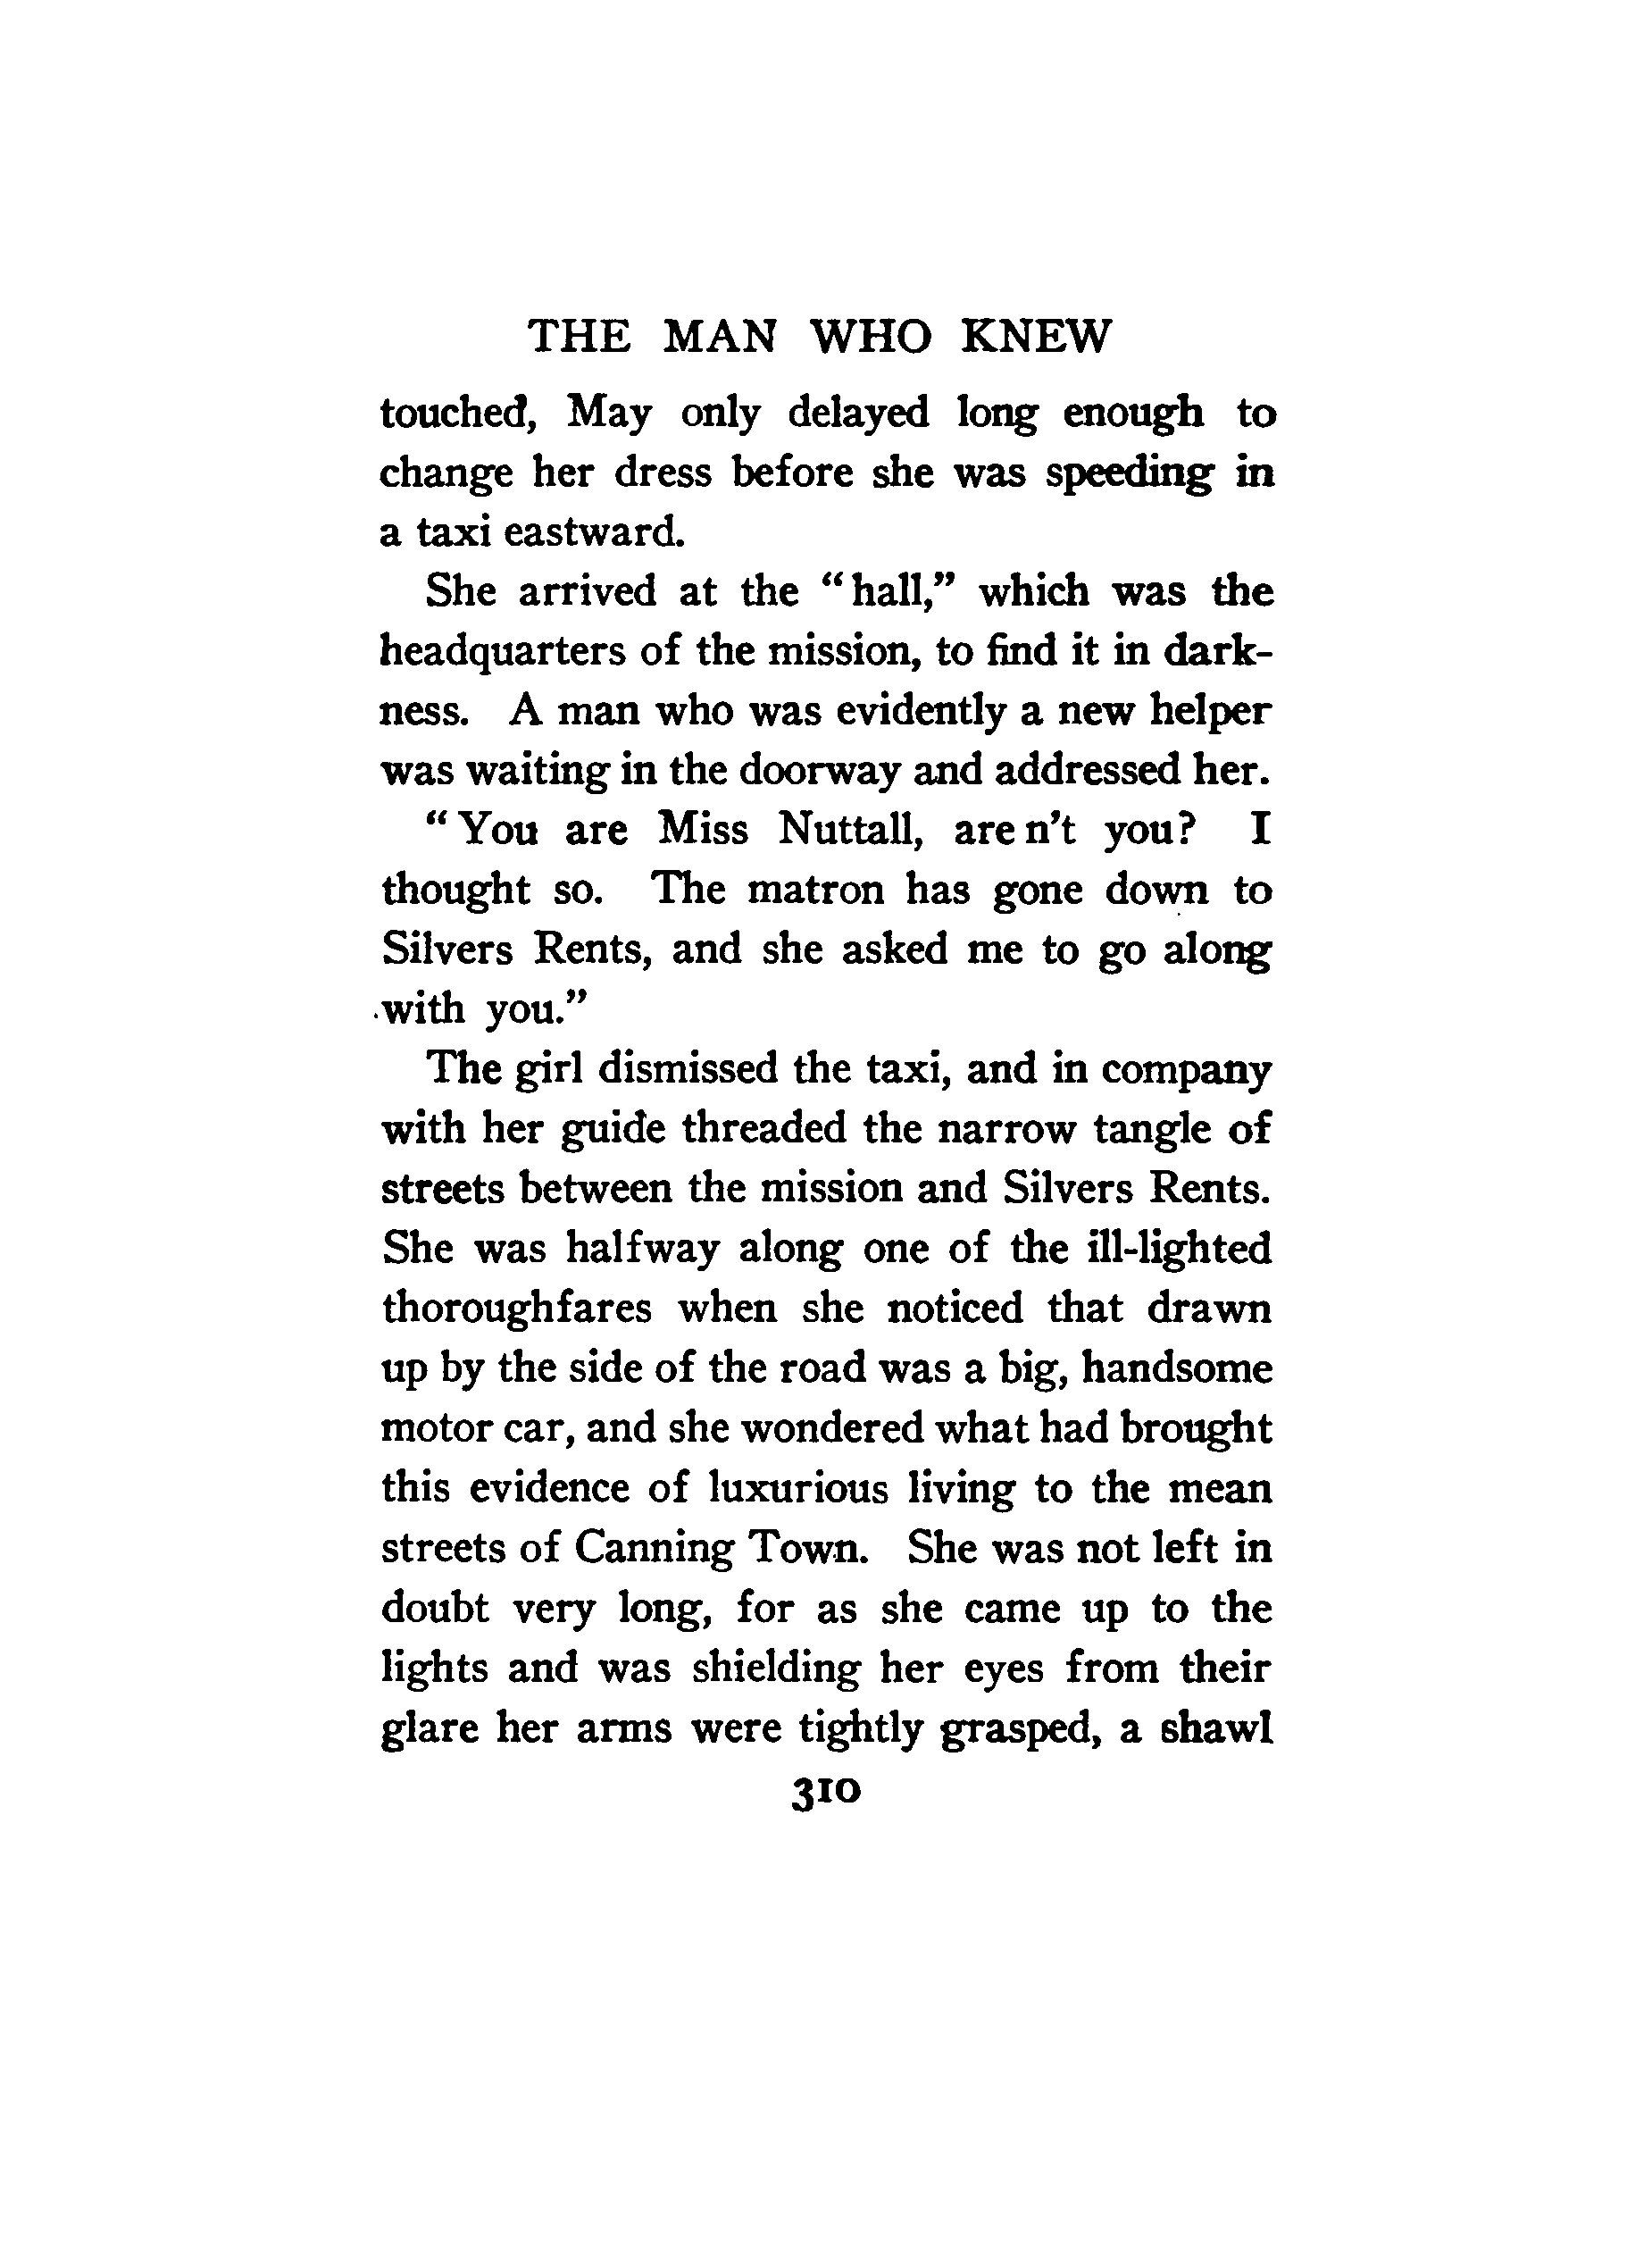 THE MAN WHO KNEW
touched, May only delayed long enough to
change her dress before she was speeding in
a taxi eastward.
She arrived at the “hall,” which was the
headquarters of the mission, to find it in dark-
ness. A man who was evidently a new helper
was waiting in the doorway and addressed her.
“You are Miss Nuttall, aren’t you? I
thought so. The matron has gone down to
Silvers Rents, and she asked me to go along
with you.”
The girl dismissed the taxi, and in company
with her guide threaded the narrow tangle of
streets between the mission and Silvers Rents.
She was halfway along one of the ill-lighted
thoroughfares when she noticed that drawn
up by the side of the road was a big, handsome
motor car, and she wondered what had brought
this evidence of luxurious living to the mean
streets of Canning Town. She was not left in
doubt very long, for as she came up to the
lights and was shielding her eyes from their
glare her arms were tightly grasped, a shawl
310